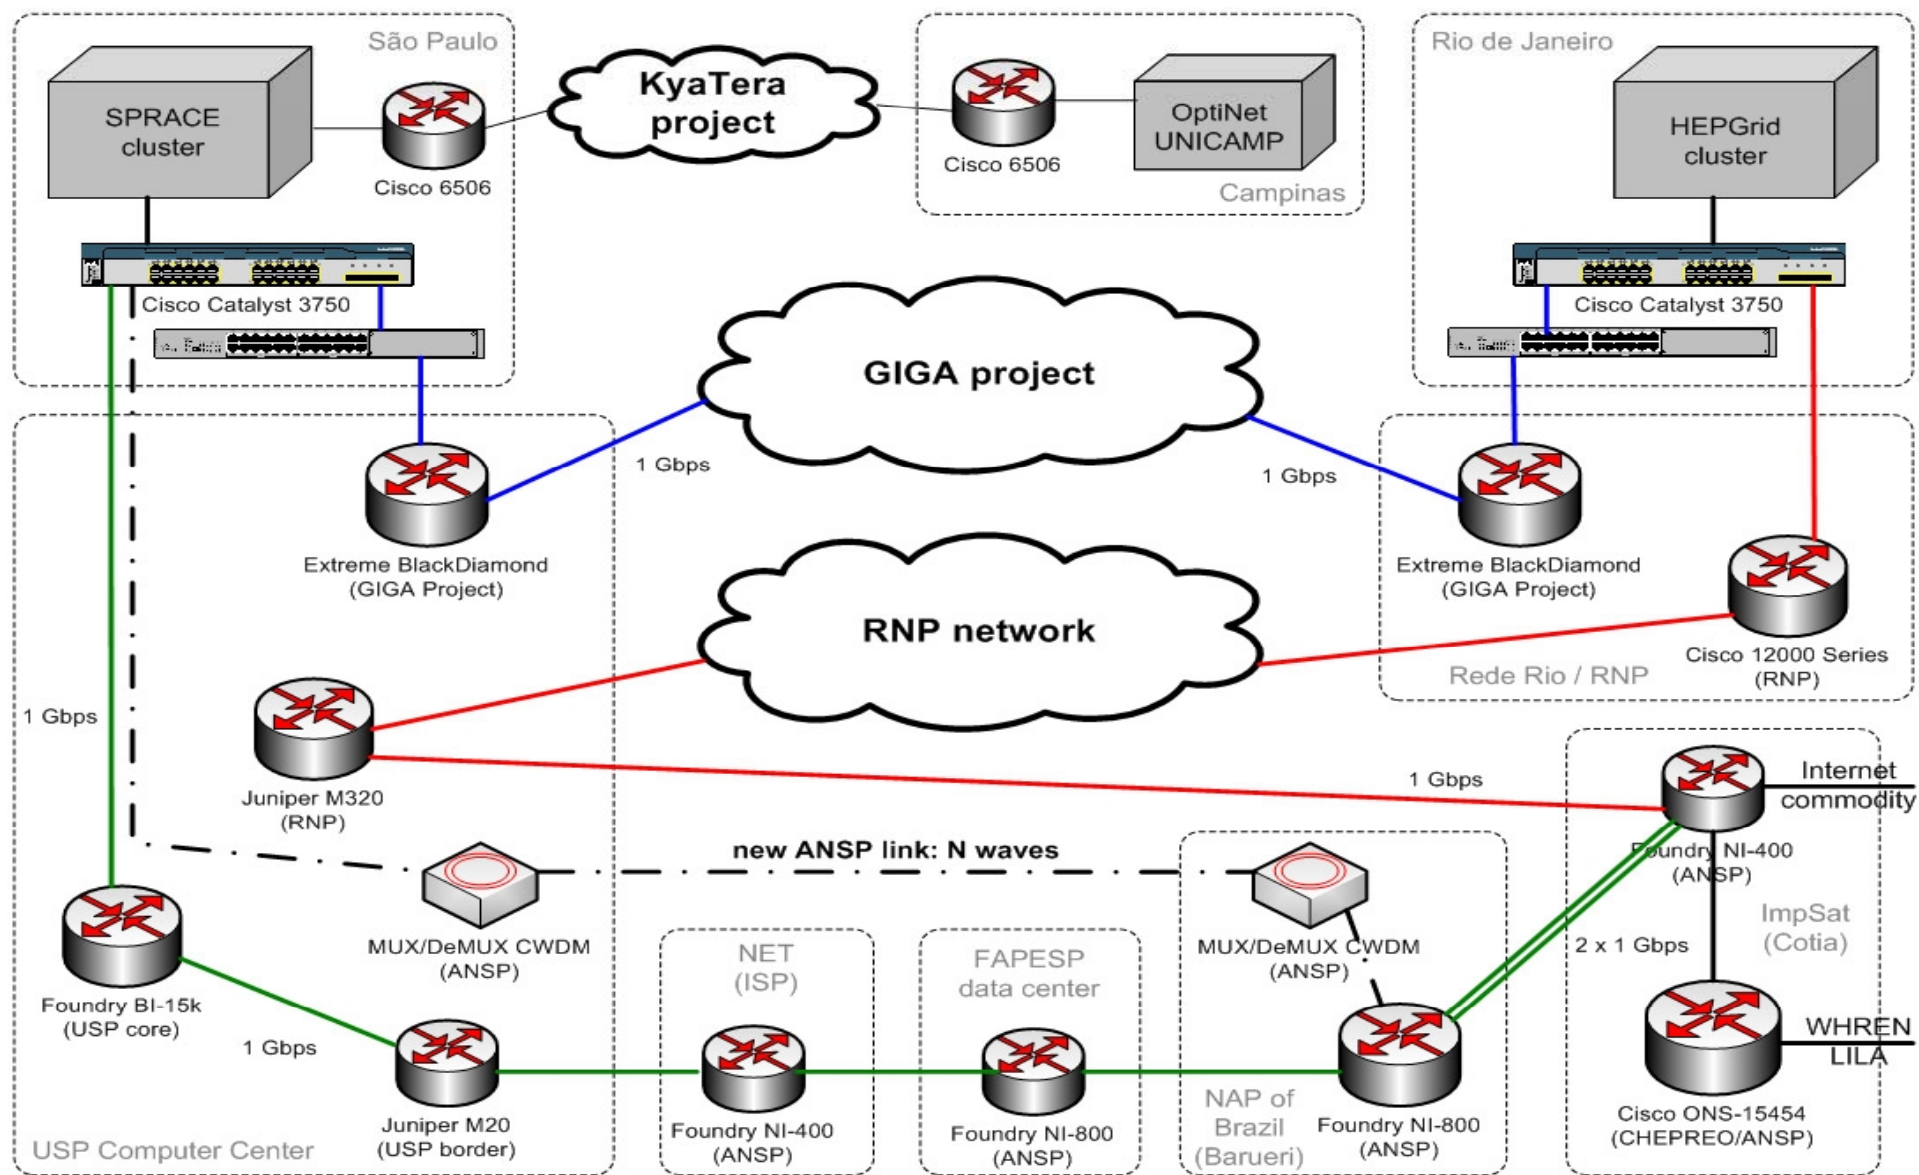 São Paulo
SPRACE
cluster
Cisco 6506
KyaTera
project
Cisco 6506
OptiNet
UNICAMP
Campinas
Rio de Janeiro
HEPGrid
cluster
Cisco Catalyst 3750
Cisco Catalyst 3750
GIGA project
1 Gbps
1 Gbps
Extreme BlackDiamond
(GIGA Project)
Extreme BlackDiamond
(GIGA Project)
RNP network
Cisco 12000 Series
(RNP)
Rede Rio / RNP
1 Gbps
Juniper M320
(RNP)
1 Gbps
Internet
commodity
Foundry NI-400
(ANSP)
new ANSP link: N waves
MUX/DeMUX CWDM
(ANSP)
MUX/DeMUX CWDM
(ANSP)
ImpSat
(Cotia)
2 x 1 Gbps
NET
(ISP)
FAPESP
data center
Foundry BI-15k
(USP core)
1 Gbps
WHREN
LILA
Juniper M20
(USP border)
Foundry NI-400
(ANSP)
Foundry NI-800
(ANSP)
NAP of
Brazil
(Barueri)
Foundry NI-800
(ANSP)
Cisco ONS-15454
(CHEPREO/ANSP)
USP Computer Center